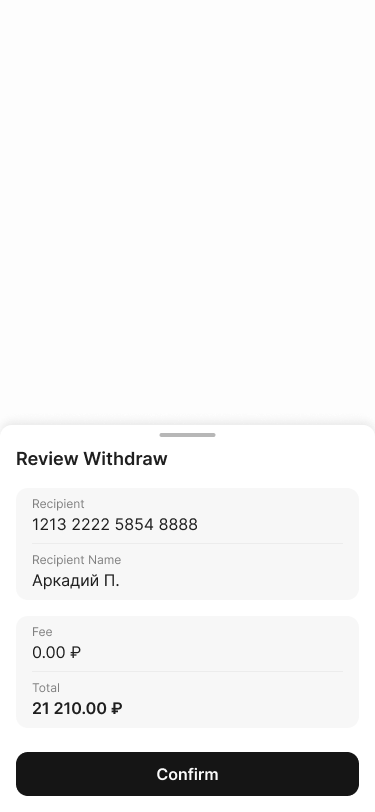 Review Withdraw
Recipient
1213 2222 5854 8888
Recipient Name
Аркадий П.
Fee
0.00 ₽
Total
21 210.00 ₽
Confirm